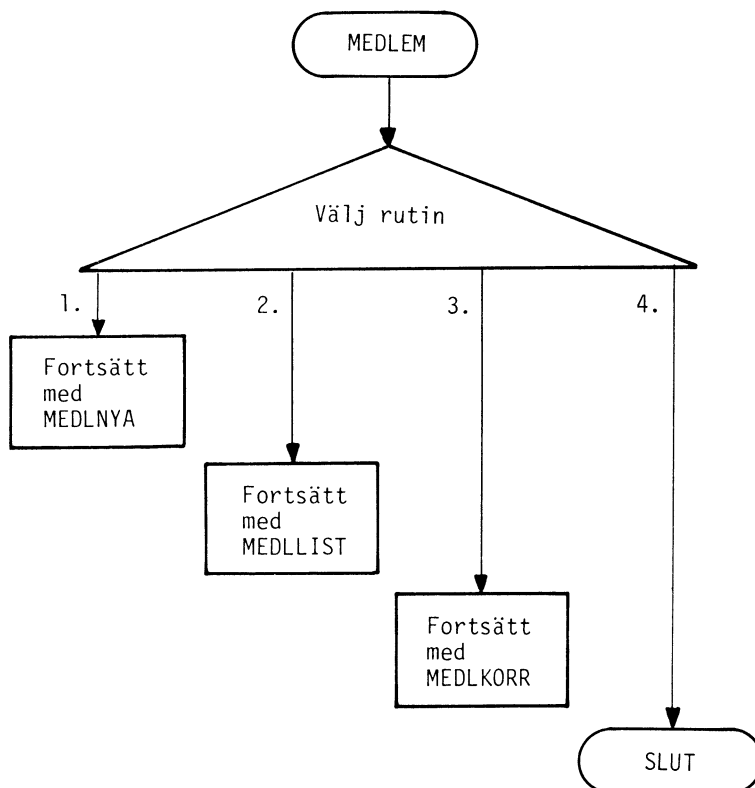 MEDLEM
Välj rutin
1.
2.
3.
4.
Fortsätt
med
MEDLNYA
Fortsätt
med
MEDLLIST
Fortsätt
med
MEDLKORR
SLUT